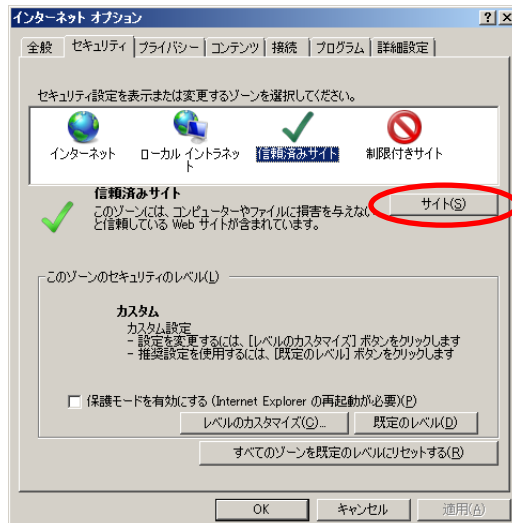 インターネット オプション
全般 セキュリティ プライバシー コンテンツ 接続 プログラム 詳細設定
セキュリティ設定を表示または変更するゾーンを選択してください。
インターネット ローカル イントラネッ 信頼済みサイト 制限付きサイト
ト
信頼済みサイト
サイト(S)
このゾーンには、コンピューターやファイルに損害を与えない
と信頼している Web サイトが含まれています。
このゾーンのセキュリティのレベル(L)
カスタム
カスタム設定
- 設定を変更するには、[レベルのカスタマイズ] ボタンをクリックします
- 推奨設定を使用するには、[既定のレベル] ボタンをクリックします
保護モードを有効にする (Internet Explorer の再起動が必要)(P)
レベルのカスタマイズ(C)... 既定のレベル(D)
すべてのゾーンを既定のレベルにリセットする(R)
OK キャンセル 適用(A)